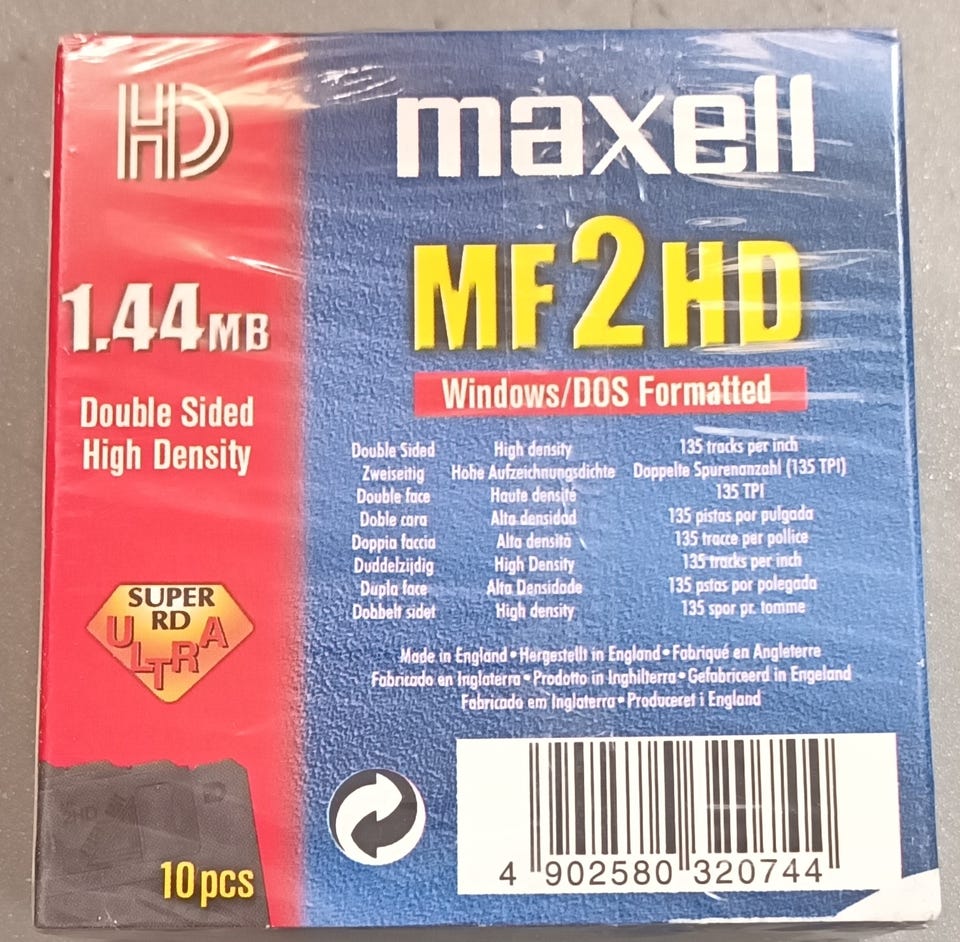 HD
maxell
MF2HD
1.44MB
Windows/DOS Formatted
Double Sided
High Density
Double Sided High density 135 tracks per inch
Zweiseitig Hohe Aufzeichnungsdichte Doppelte Spurenanzahl (135 TPI)
Double face Haute densité 135 TPI
Doble cara Alta densidad 135 pistas por pulgada
Doppia faccia Alta densità 135 tracce per pollice
Duddelzijdig High Density 135 tracks per inch
Dupla face Alta Densidade 135 pstas por polegada
Dobbelt sidet High density 135 spor pr. tomme
SUPER
RD
ULTRA
Made in England • Hergestellt in England • Fabriqué en Angleterre
Fabricado en Inglaterra • Prodotto in Inghilterra • Gefabriceerd in Engeland
Fabricado em Inglaterra • Produceret i England
2HD
10pcs
4 902580 320744